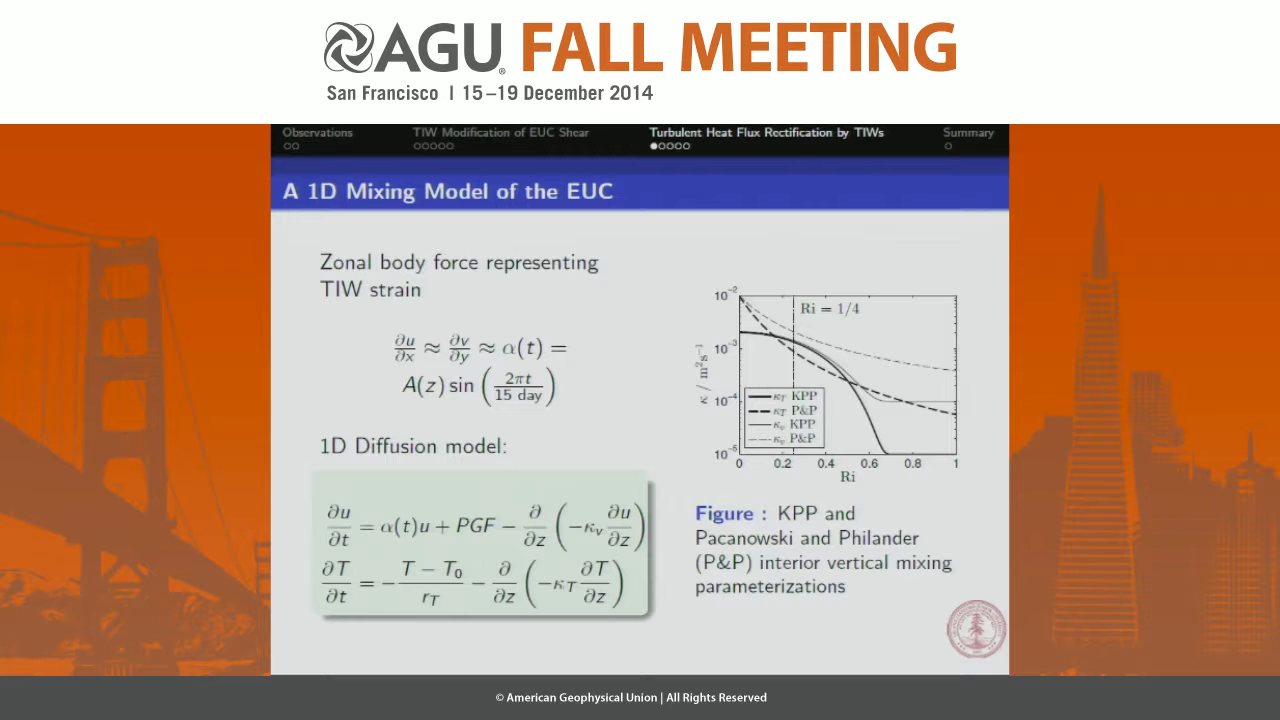 AGU FALL MEETING
San Francisco | 15–19 December 2014
Observations
TIW Modification of EUC Shear
Turbulent Heat Flux Rectification by TIWs
Summary
A 1D Mixing Model of the EUC
Zonal body force representing
TIW strain
∂u/∂x ≈ ∂v/∂y ≈ α(t) =
A(z) sin (2πt / 15 day)
1D Diffusion model:
∂u/∂t = α(t)u + PGF − ∂/∂z (−κ_v ∂u/∂z)
∂T/∂t = − (T − T_0)/r_T − ∂/∂z (−κ_T ∂T/∂z)
10^−2
10^−3
10^−4
10^−5
κ / m^2 s^−1
Ri = 1/4
κ_T KPP
κ_T P&P
κ_v KPP
κ_v P&P
0 0.2 0.4 0.6 0.8 1
Ri
Figure : KPP and
Pacanowski and Philander
(P&P) interior vertical mixing
parameterizations
© American Geophysical Union | All Rights Reserved